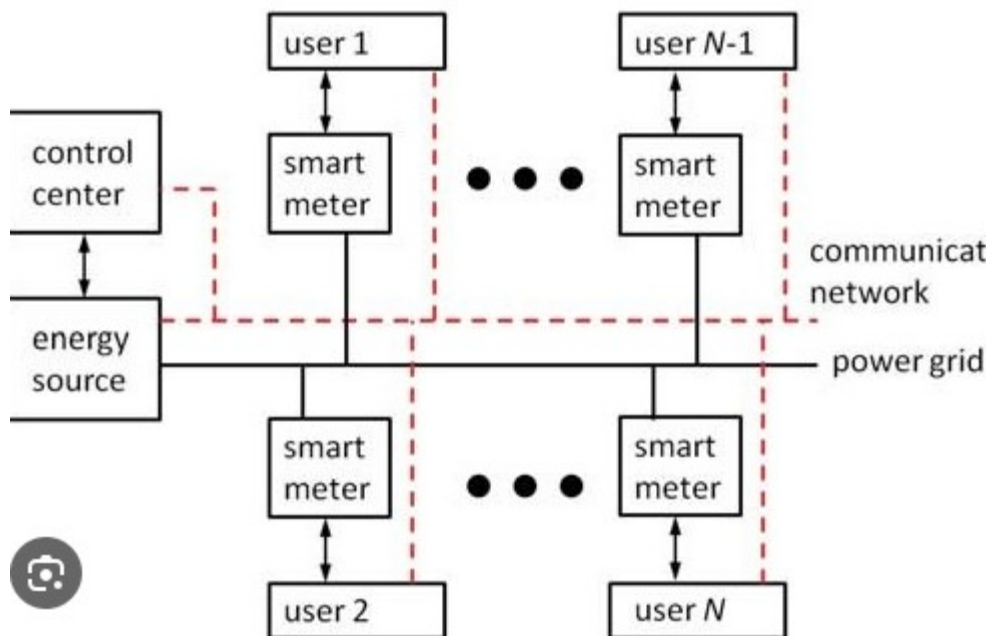 user 1
user N-1
control
center
smart
meter
smart
meter
communicat
network
energy
source
power grid
smart
meter
smart
meter
user 2
user N